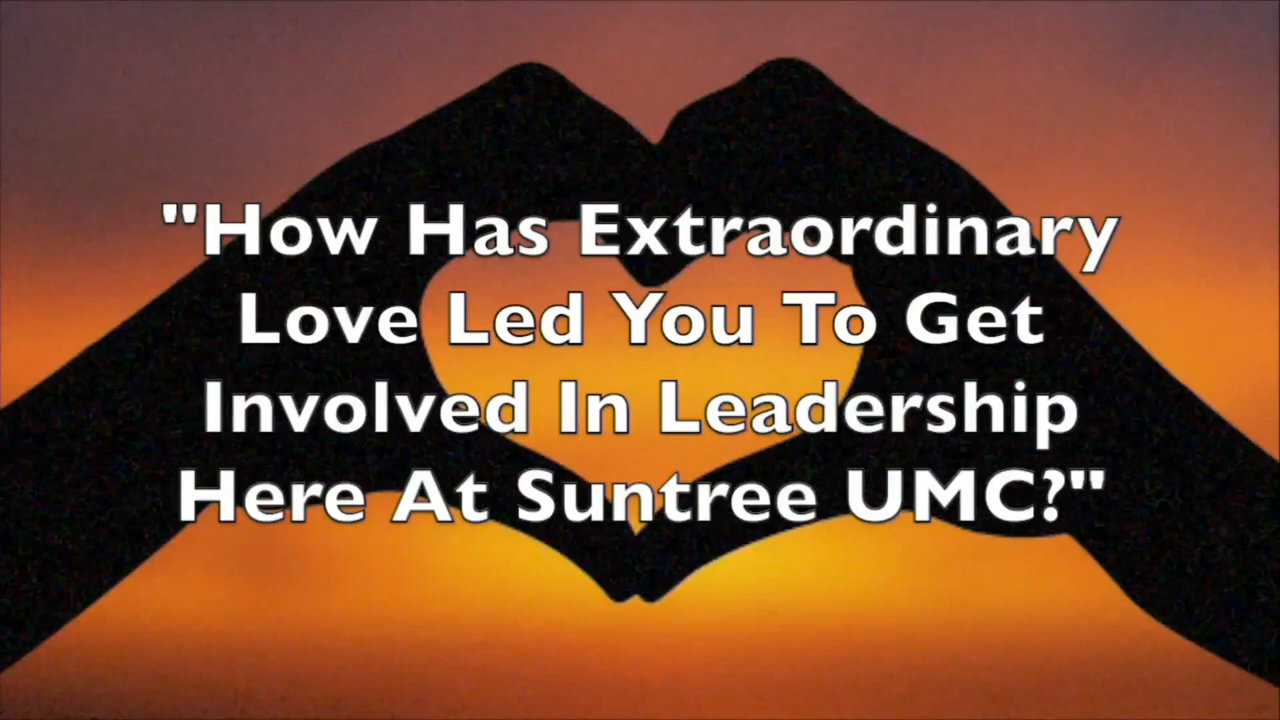 "How Has Extraordinary
Love Led You To Get
Involved In Leadership
Here At Suntree UMC?"